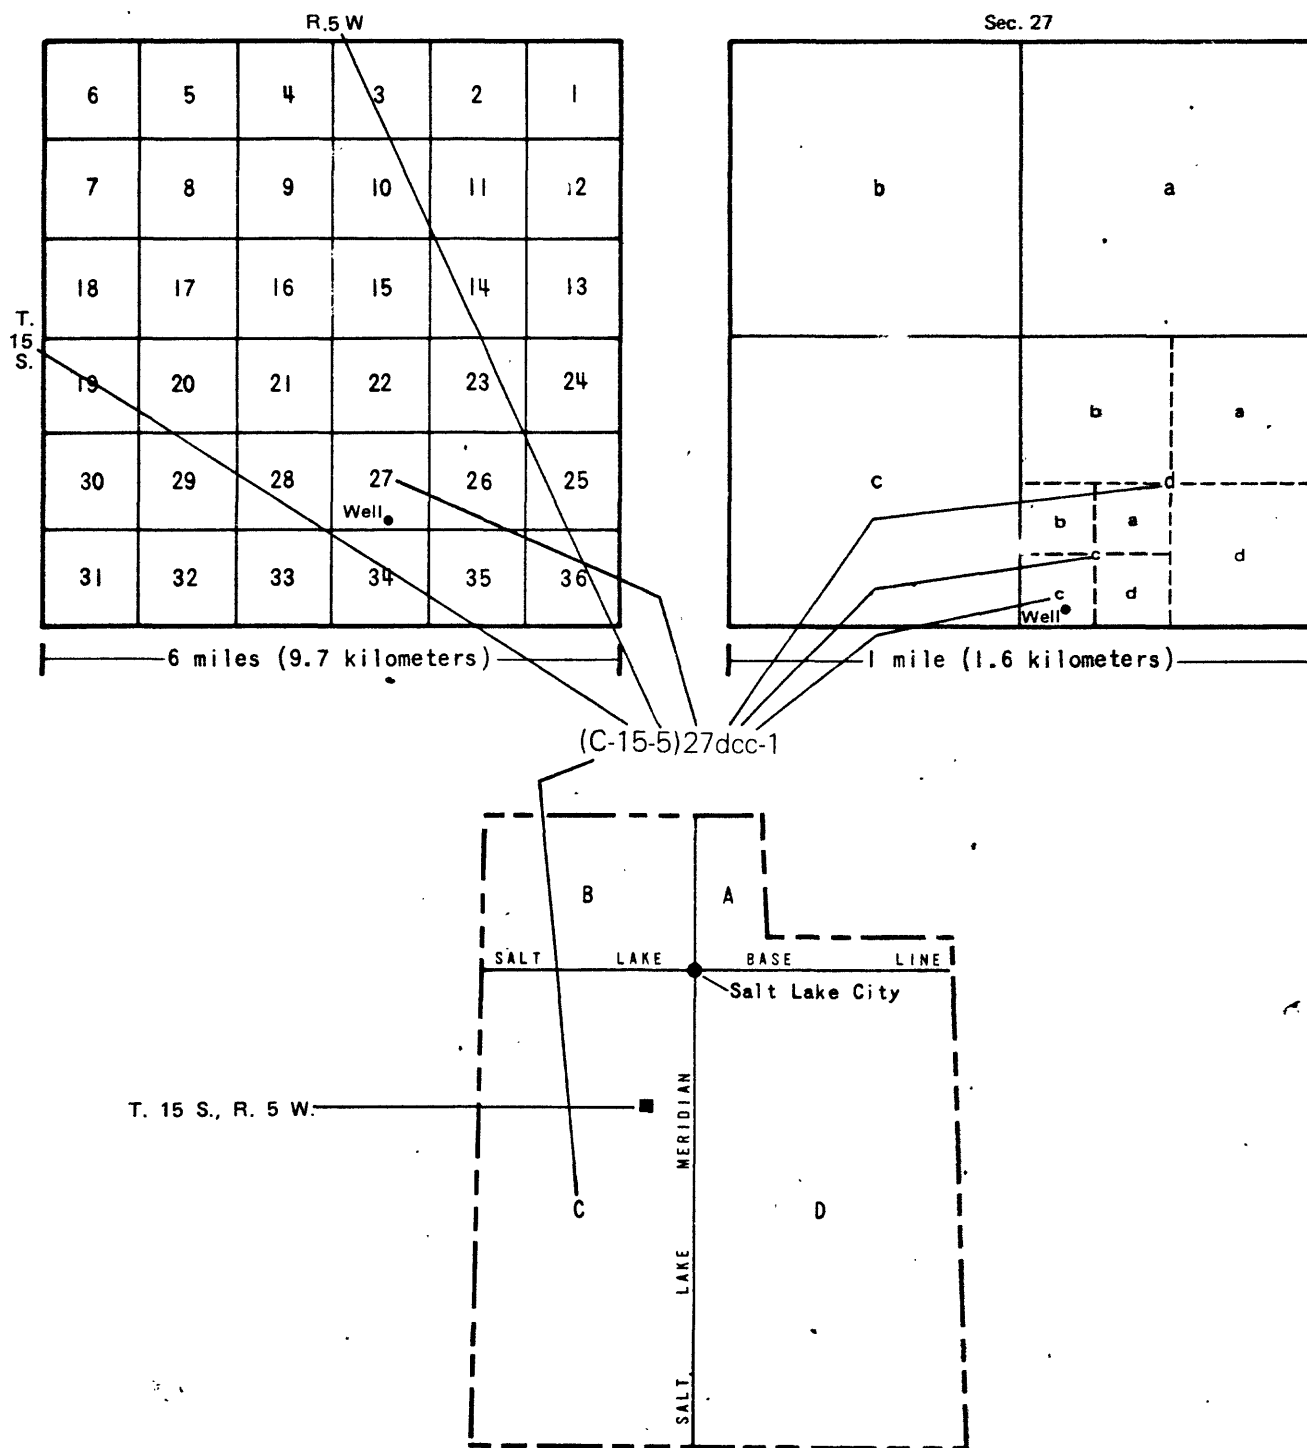 R.5 W
6 5 4 3 2 1
7 8 9 10 11 12
18 17 16 15 14 13
T.
15
S.
19 20 21 22 23 24
30 29 28 27 26 25
Well
31 32 33 34 35 36
6 miles (9.7 kilometers)
Sec. 27
b a
b a
c d
b a
c d
c d
Well
1 mile (1.6 kilometers)
(C-15-5)27dcc-1
B A
SALT LAKE BASE LINE
Salt Lake City
T. 15 S., R. 5 W.
C D
SALT LAKE MERIDIAN